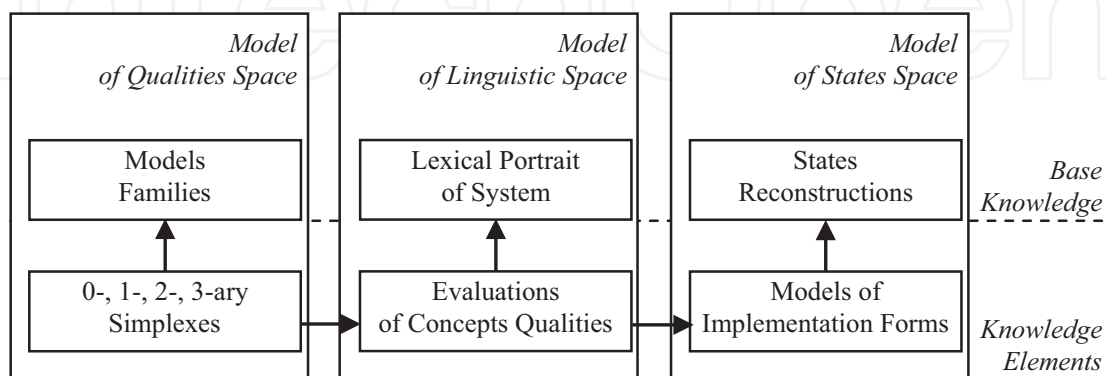 Model
of Qualities Space
Model
of Linguistic Space
Model
of States Space
Models
Families
Lexical Portrait
of System
States
Reconstructions
Base
Knowledge
0-, 1-, 2-, 3-ary
Simplexes
Evaluations
of Concepts Qualities
Models of
Implementation Forms
Knowledge
Elements